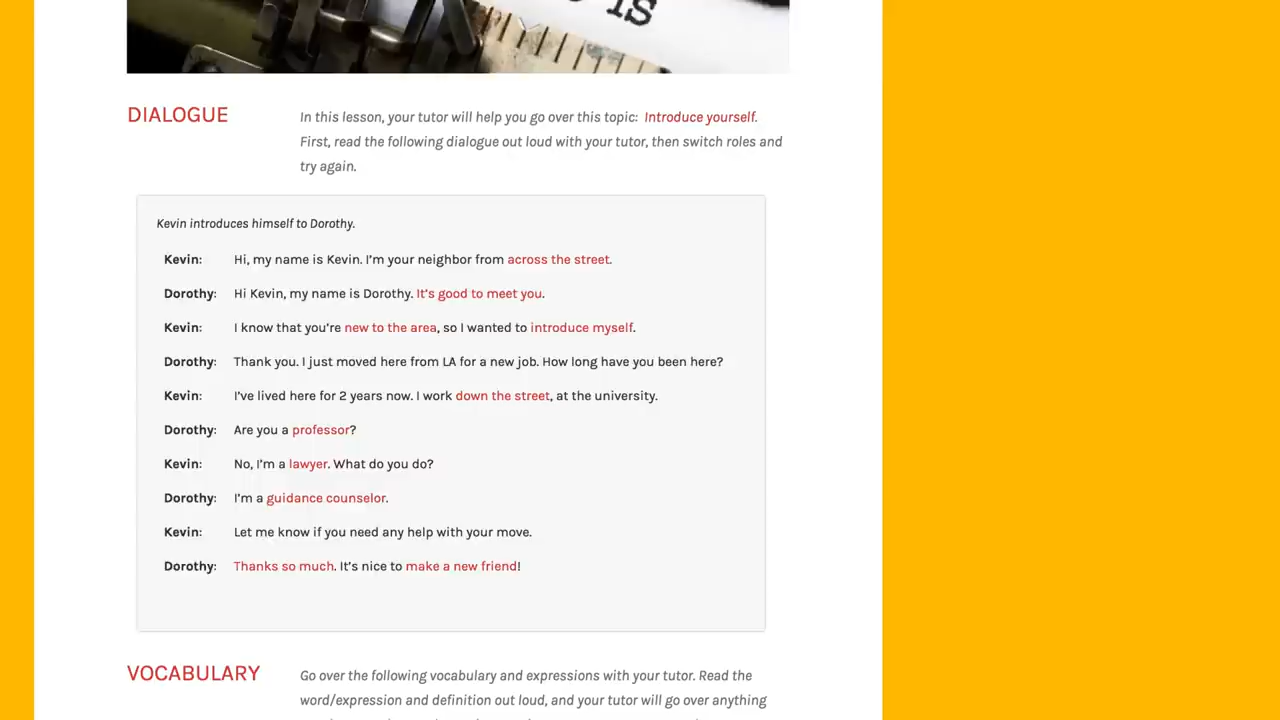 is
DIALOGUE
In this lesson, your tutor will help you go over this topic: Introduce yourself.
First, read the following dialogue out loud with your tutor, then switch roles and
try again.
Kevin introduces himself to Dorothy.
Kevin: Hi, my name is Kevin. I'm your neighbor from across the street.
Dorothy: Hi Kevin, my name is Dorothy. It's good to meet you.
Kevin: I know that you're new to the area, so I wanted to introduce myself.
Dorothy: Thank you. I just moved here from LA for a new job. How long have you been here?
Kevin: I've lived here for 2 years now. I work down the street, at the university.
Dorothy: Are you a professor?
Kevin: No, I'm a lawyer. What do you do?
Dorothy: I'm a guidance counselor.
Kevin: Let me know if you need any help with your move.
Dorothy: Thanks so much. It's nice to make a new friend!
VOCABULARY
Go over the following vocabulary and expressions with your tutor. Read the
word/expression and definition out loud, and your tutor will go over anything